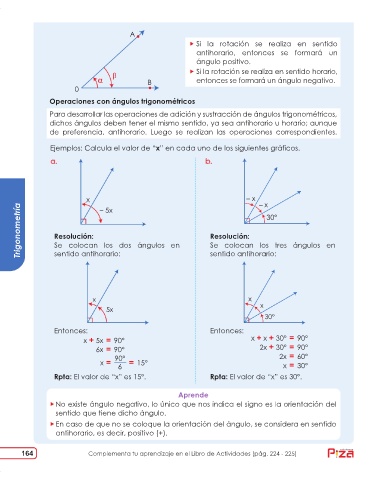 A
B
0
α
β
▸ Si la rotación se realiza en sentido
antihorario, entonces se formará un
ángulo positivo.
▸ Si la rotación se realiza en sentido horario,
entonces se formará un ángulo negativo.
Operaciones con ángulos trigonométricos
Para desarrollar las operaciones de adición y sustracción de ángulos trigonométricos,
dichos ángulos deben tener el mismo sentido, ya sea antihorario u horario; aunque
de preferencia, antihorario. Luego se realizan las operaciones correspondientes.
Ejemplos: Calcula el valor de "x" en cada uno de los siguientes gráficos.
a.
x
– 5x
Resolución:
Se colocan los dos ángulos en
sentido antihorario:
x
5x
Entonces:
x + 5x = 90°
6x = 90°
x = 90°/6 = 15°
Rpta: El valor de "x" es 15°.
b.
– x
– x
30°
Resolución:
Se colocan los tres ángulos en
sentido antihorario:
x
x
30°
Entonces:
x + x + 30° = 90°
2x + 30° = 90°
2x = 60°
x = 30°
Rpta: El valor de "x" es 30°.
Aprende
▸ No existe ángulo negativo, lo único que nos indica el signo es la orientación del
sentido que tiene dicho ángulo.
▸ En caso de que no se coloque la orientación del ángulo, se considera en sentido
antihorario, es decir, positivo (+).
Trigonometría
164
Complementa tu aprendizaje en el Libro de Actividades (pág. 224 - 225)
Piza